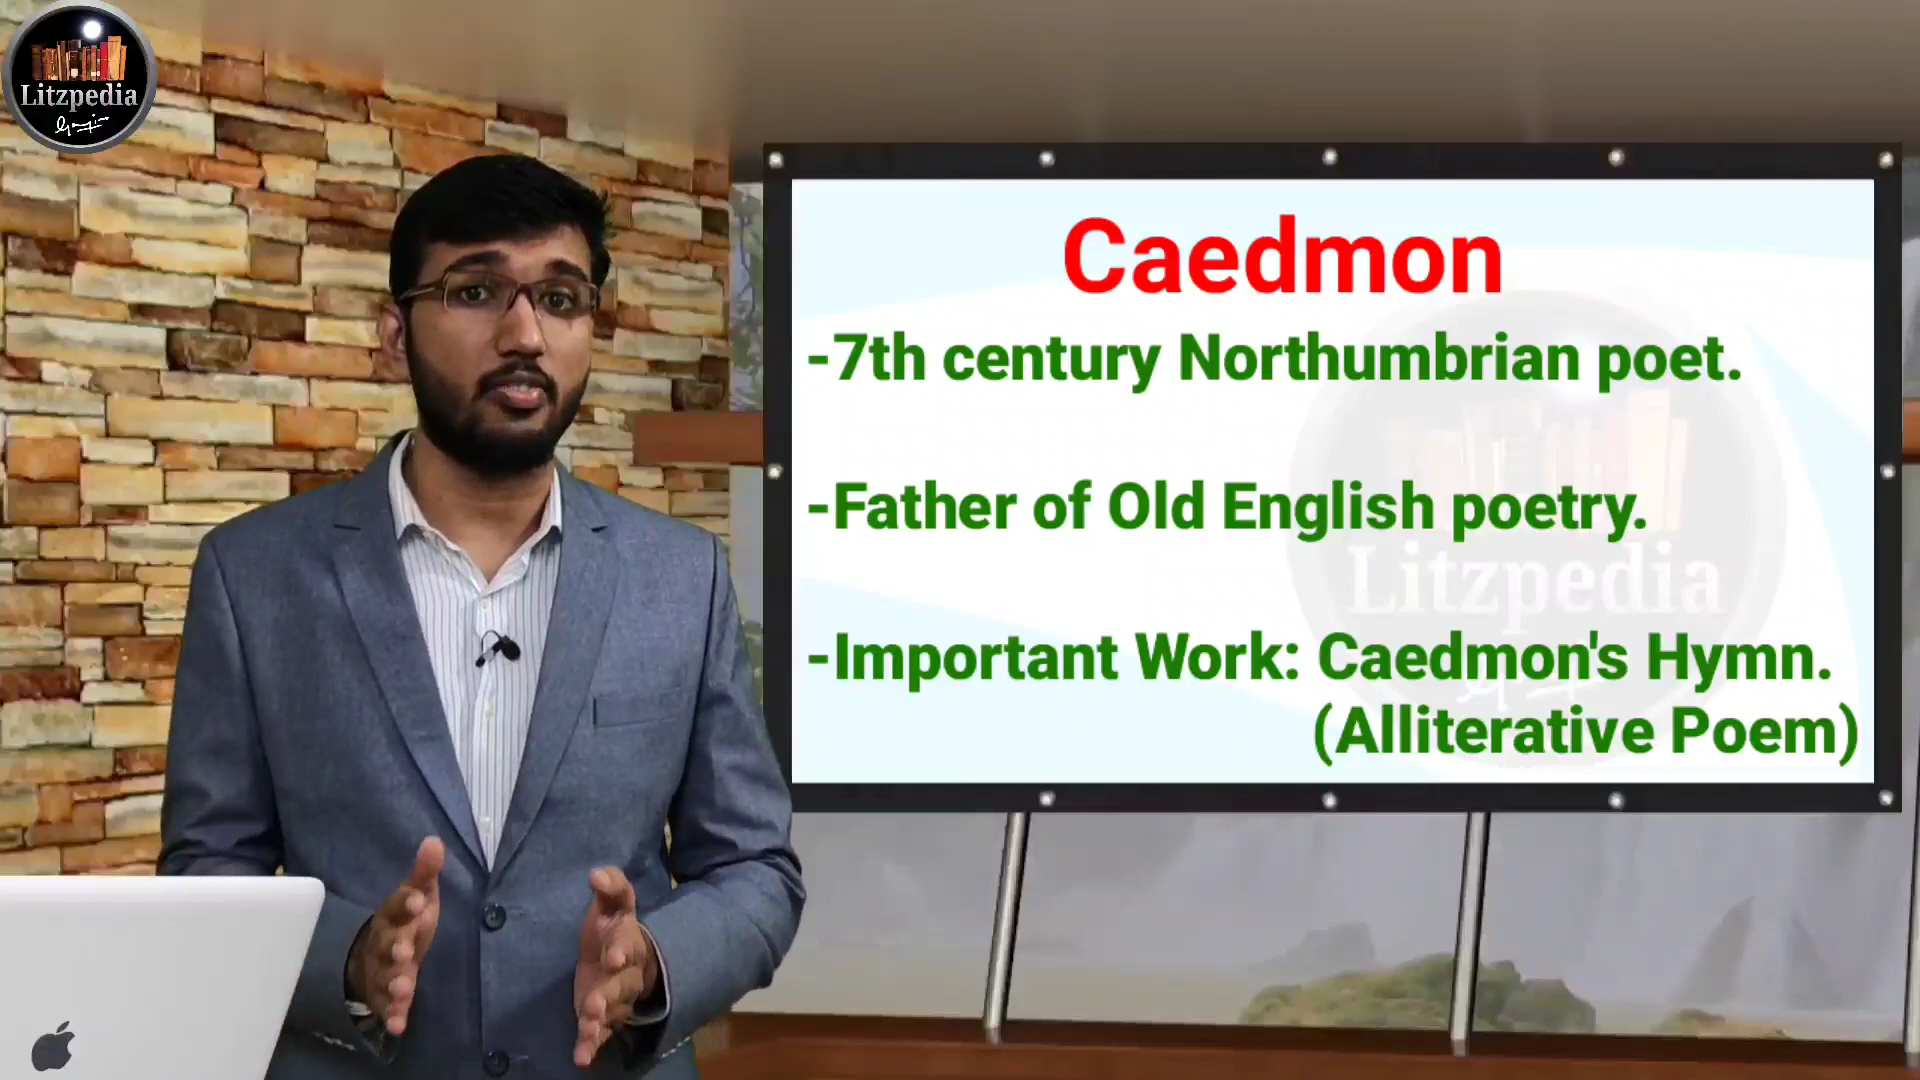 Litzpedia
Caedmon
-7th century Northumbrian poet.
-Father of Old English poetry.
-Important Work: Caedmon's Hymn.
(Alliterative Poem)
Litzpedia